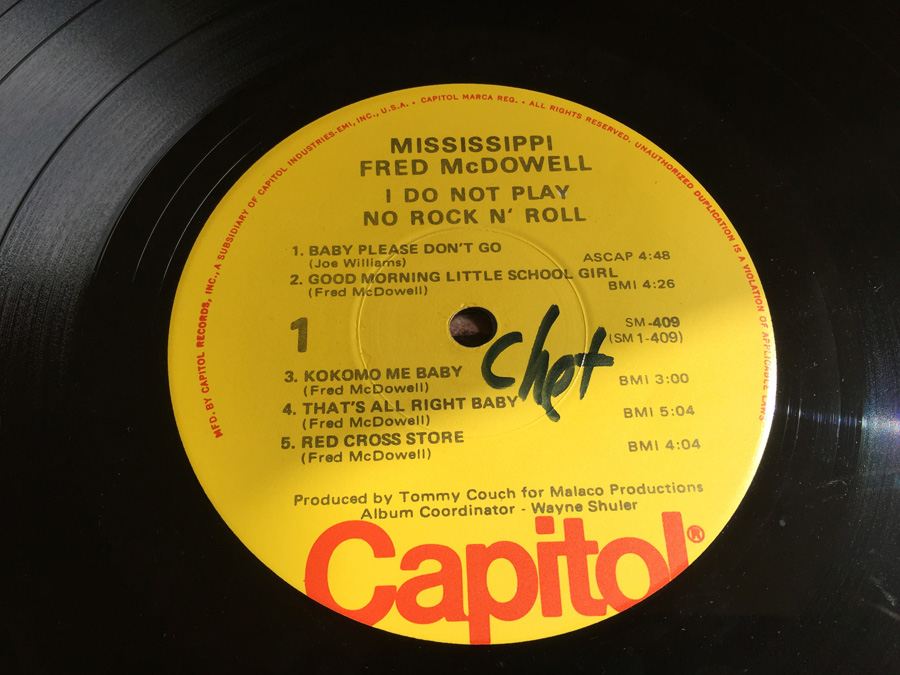 MFD. BY CAPITOL RECORDS, INC., A SUBSIDIARY OF CAPITOL INDUSTRIES-EMI, INC., U.S.A. • CAPITOL MARCA REG. • ALL RIGHTS RESERVED. UNAUTHORIZED DUPLICATION IS A VIOLATION OF APPLICABLE LAWS
MISSISSIPPI
FRED McDOWELL
I DO NOT PLAY
NO ROCK N' ROLL
1. BABY PLEASE DON'T GO ASCAP 4:48
(Joe Williams)
2. GOOD MORNING LITTLE SCHOOL GIRL
(Fred McDowell) BMI 4:26
1
SM-409
(SM 1-409)
chet
3. KOKOMO ME BABY BMI 3:00
(Fred McDowell)
4. THAT'S ALL RIGHT BABY BMI 5:04
(Fred McDowell)
5. RED CROSS STORE BMI 4:04
(Fred McDowell)
Produced by Tommy Couch for Malaco Productions
Album Coordinator - Wayne Shuler
Capitol®